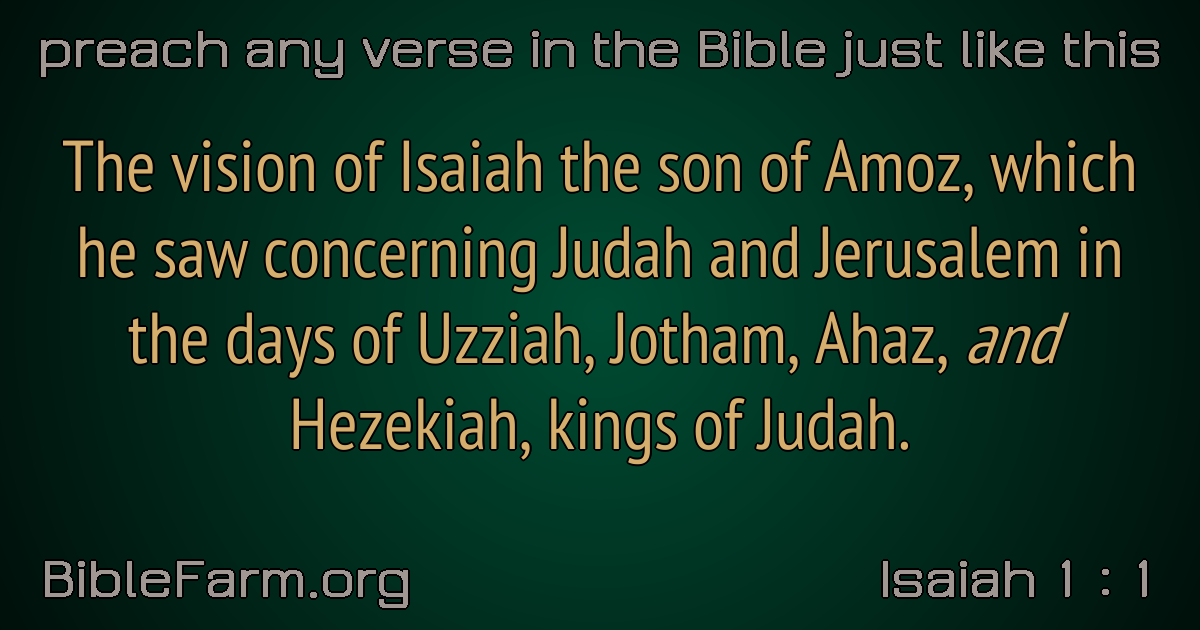 preach any verse in the Bible just like this
The vision of Isaiah the son of Amoz, which
he saw concerning Judah and Jerusalem in
the days of Uzziah, Jotham, Ahaz, and
Hezekiah, kings of Judah.
BibleFarm.org
Isaiah 1 : 1